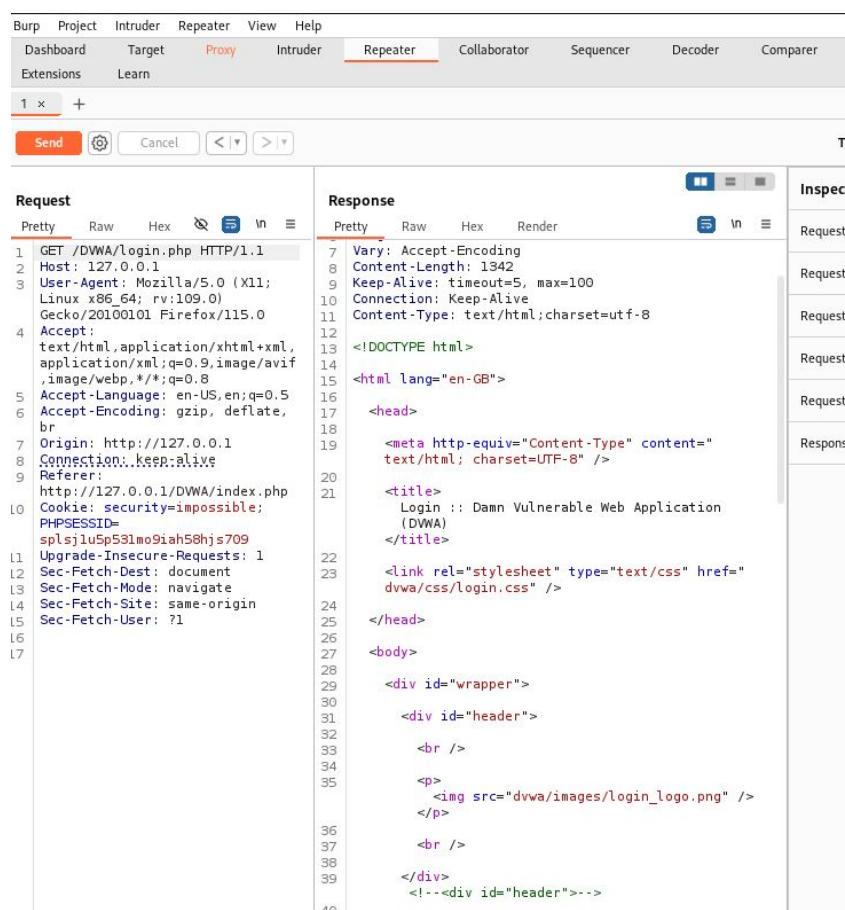 Burp Project Intruder Repeater View Help
Dashboard Target Proxy Intruder Repeater Collaborator Sequencer Decoder Comparer
Extensions Learn
1 × +
Send Cancel < >
Request
Pretty Raw Hex \n
1 GET /DVWA/login.php HTTP/1.1
2 Host: 127.0.0.1
3 User-Agent: Mozilla/5.0 (X11;
Linux x86_64; rv:109.0)
Gecko/20100101 Firefox/115.0
4 Accept:
text/html,application/xhtml+xml,
application/xml;q=0.9,image/avif
,image/webp,*/*;q=0.8
5 Accept-Language: en-US,en;q=0.5
6 Accept-Encoding: gzip, deflate,
br
7 Origin: http://127.0.0.1
8 Connection: keep-alive
9 Referer:
http://127.0.0.1/DVWA/index.php
10 Cookie: security=impossible;
PHPSESSID=
splsj1u5p531mo9iah58hjs709
11 Upgrade-Insecure-Requests: 1
12 Sec-Fetch-Dest: document
13 Sec-Fetch-Mode: navigate
14 Sec-Fetch-Site: same-origin
15 Sec-Fetch-User: ?1
16
17
Response
Pretty Raw Hex Render \n
7 Vary: Accept-Encoding
8 Content-Length: 1342
9 Keep-Alive: timeout=5, max=100
10 Connection: Keep-Alive
11 Content-Type: text/html;charset=utf-8
12
13 <!DOCTYPE html>
14
15 <html lang="en-GB">
16
17 <head>
18
19 <meta http-equiv="Content-Type" content="
text/html; charset=UTF-8" />
20
21 <title>
Login :: Damn Vulnerable Web Application
(DVWA)
</title>
22
23 <link rel="stylesheet" type="text/css" href="
dvwa/css/login.css" />
24
25 </head>
26
27 <body>
28
29 <div id="wrapper">
30
31 <div id="header">
32
33 <br />
34
35 <p>
<img src="dvwa/images/login_logo.png" />
</p>
36
37 <br />
38
39 </div>
<!--<div id="header">-->
Inspec
Request
Request
Request
Request
Request
Respons